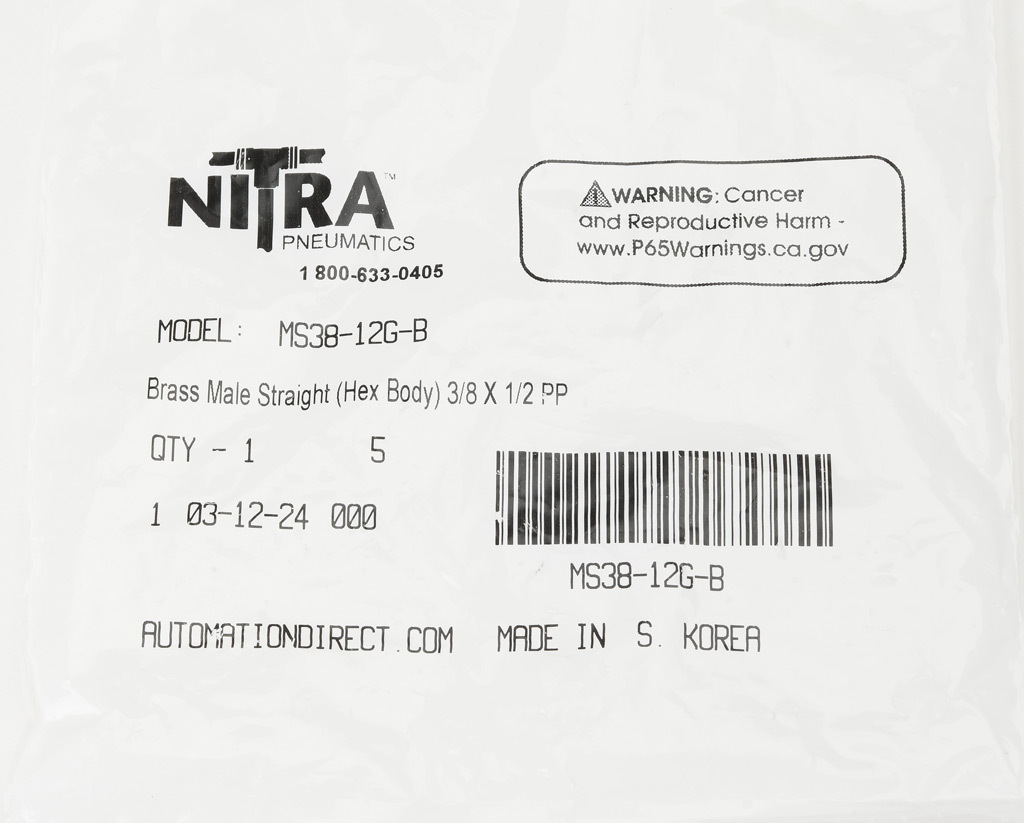 NITRA™
PNEUMATICS
1 800-633-0405
WARNING: Cancer
and Reproductive Harm -
www.P65Warnings.ca.gov
MODEL: MS38-12G-B
Brass Male Straight (Hex Body) 3/8 X 1/2 PP
QTY - 1 5
1 03-12-24 000
MS38-12G-B
AUTOMATIONDIRECT.COM MADE IN S. KOREA